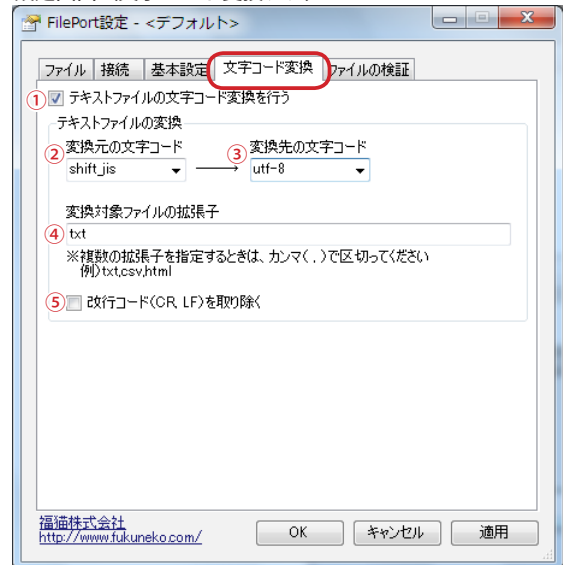 FilePort設定 - <デフォルト>
ファイル 接続 基本設定 文字コード変換 ファイルの検証
① テキストファイルの文字コード変換を行う
テキストファイルの変換
② 変換元の文字コード ③ 変換先の文字コード
shift_jis utf-8
変換対象ファイルの拡張子
④ txt
※複数の拡張子を指定するときは、カンマ( , )で区切ってください
例)txt,csv,html
⑤ 改行コード(CR, LF)を取り除く
福猫株式会社
http://www.fukuneko.com/
OK キャンセル 適用